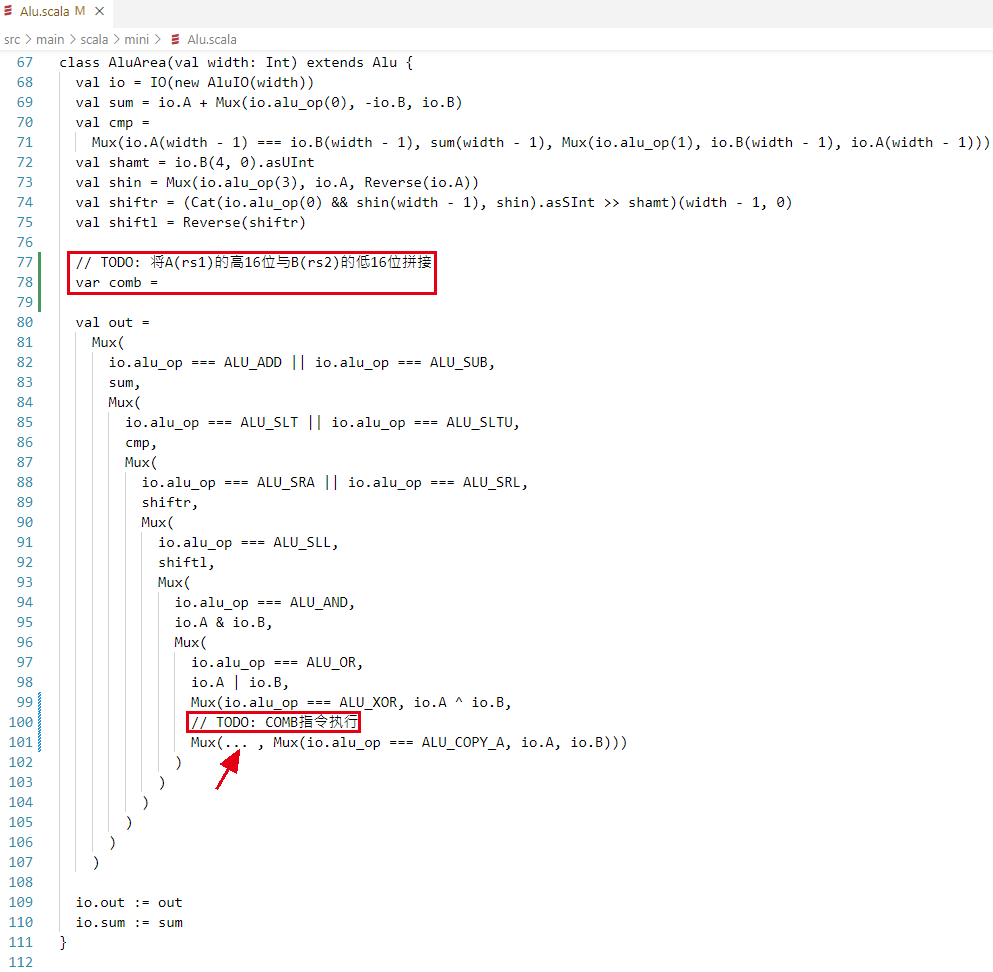 Alu.scala M ×
src > main > scala > mini > Alu.scala
67 class AluArea(val width: Int) extends Alu {
68 val io = IO(new AluIO(width))
69 val sum = io.A + Mux(io.alu_op(0), -io.B, io.B)
70 val cmp =
71 Mux(io.A(width - 1) === io.B(width - 1), sum(width - 1), Mux(io.alu_op(1), io.B(width - 1), io.A(width - 1)))
72 val shamt = io.B(4, 0).asUInt
73 val shin = Mux(io.alu_op(3), io.A, Reverse(io.A))
74 val shiftr = (Cat(io.alu_op(0) && shin(width - 1), shin).asSInt >> shamt)(width - 1, 0)
75 val shiftl = Reverse(shiftr)
76
77 // TODO: 将A(rs1)的高16位与B(rs2)的低16位拼接
78 var comb =
79
80 val out =
81 Mux(
82 io.alu_op === ALU_ADD || io.alu_op === ALU_SUB,
83 sum,
84 Mux(
85 io.alu_op === ALU_SLT || io.alu_op === ALU_SLTU,
86 cmp,
87 Mux(
88 io.alu_op === ALU_SRA || io.alu_op === ALU_SRL,
89 shiftr,
90 Mux(
91 io.alu_op === ALU_SLL,
92 shiftl,
93 Mux(
94 io.alu_op === ALU_AND,
95 io.A & io.B,
96 Mux(
97 io.alu_op === ALU_OR,
98 io.A | io.B,
99 Mux(io.alu_op === ALU_XOR, io.A ^ io.B,
100 // TODO: COMB指令执行
101 Mux(... , Mux(io.alu_op === ALU_COPY_A, io.A, io.B)))
102 )
103 )
104 )
105 )
106 )
107 )
108
109 io.out := out
110 io.sum := sum
111 }
112